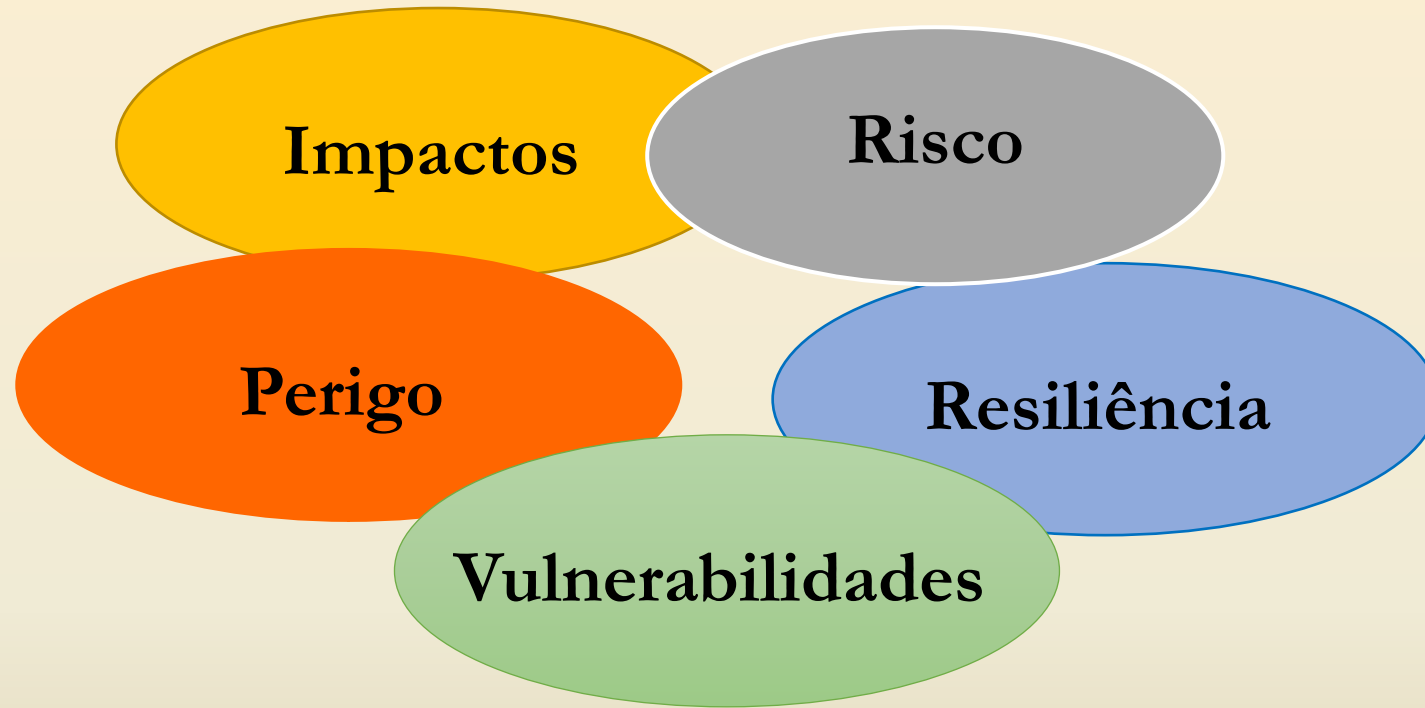 Impactos
Risco
Perigo
Resiliência
Vulnerabilidades